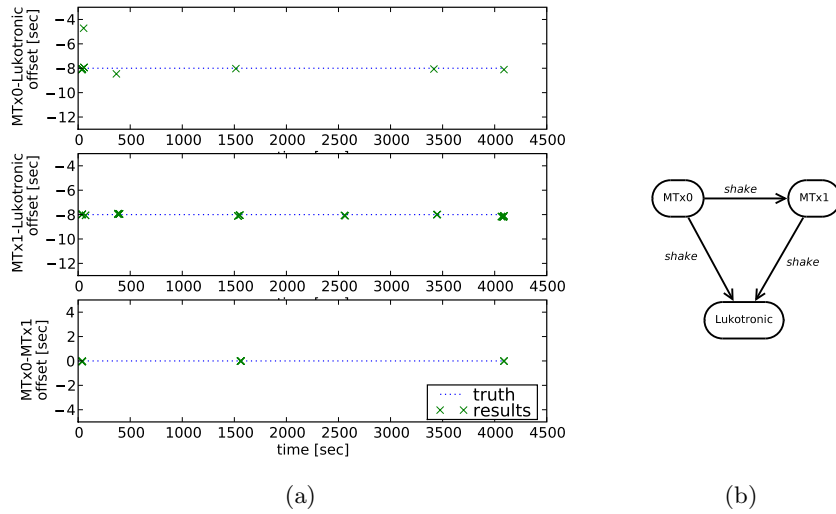 −4
−6
−8
−10
−12
MTx0-Lukotronic
offset [sec]
0 500 1000 1500 2000 2500 3000 3500 4000 4500
−4
−6
−8
−10
−12
MTx1-Lukotronic
offset [sec]
0 500 1000 1500 2000 2500 3000 3500 4000 4500
4
2
0
−2
−4
MTx0-MTx1
offset [sec]
truth
results
0 500 1000 1500 2000 2500 3000 3500 4000 4500
time [sec]
(a)
MTx0
shake
MTx1
shake
shake
Lukotronic
(b)